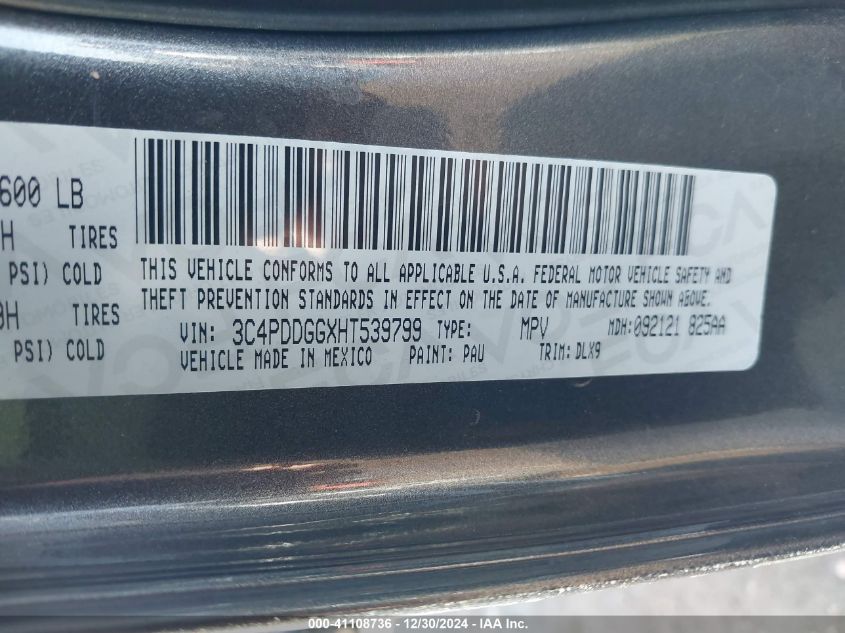 600 LB
H TIRES
PSI) COLD
0H TIRES
PSI) COLD
THIS VEHICLE CONFORMS TO ALL APPLICABLE U.S.A. FEDERAL MOTOR VEHICLE SAFETY AND
THEFT PREVENTION STANDARDS IN EFFECT ON THE DATE OF MANUFACTURE SHOWN ABOVE.
VIN: 3C4PDDGGXHT539799 TYPE: MPV MDH: 092121 825AA
VEHICLE MADE IN MEXICO PAINT: PAU TRIM: DLX9
000-41108736 - 12/30/2024 - IAA Inc.